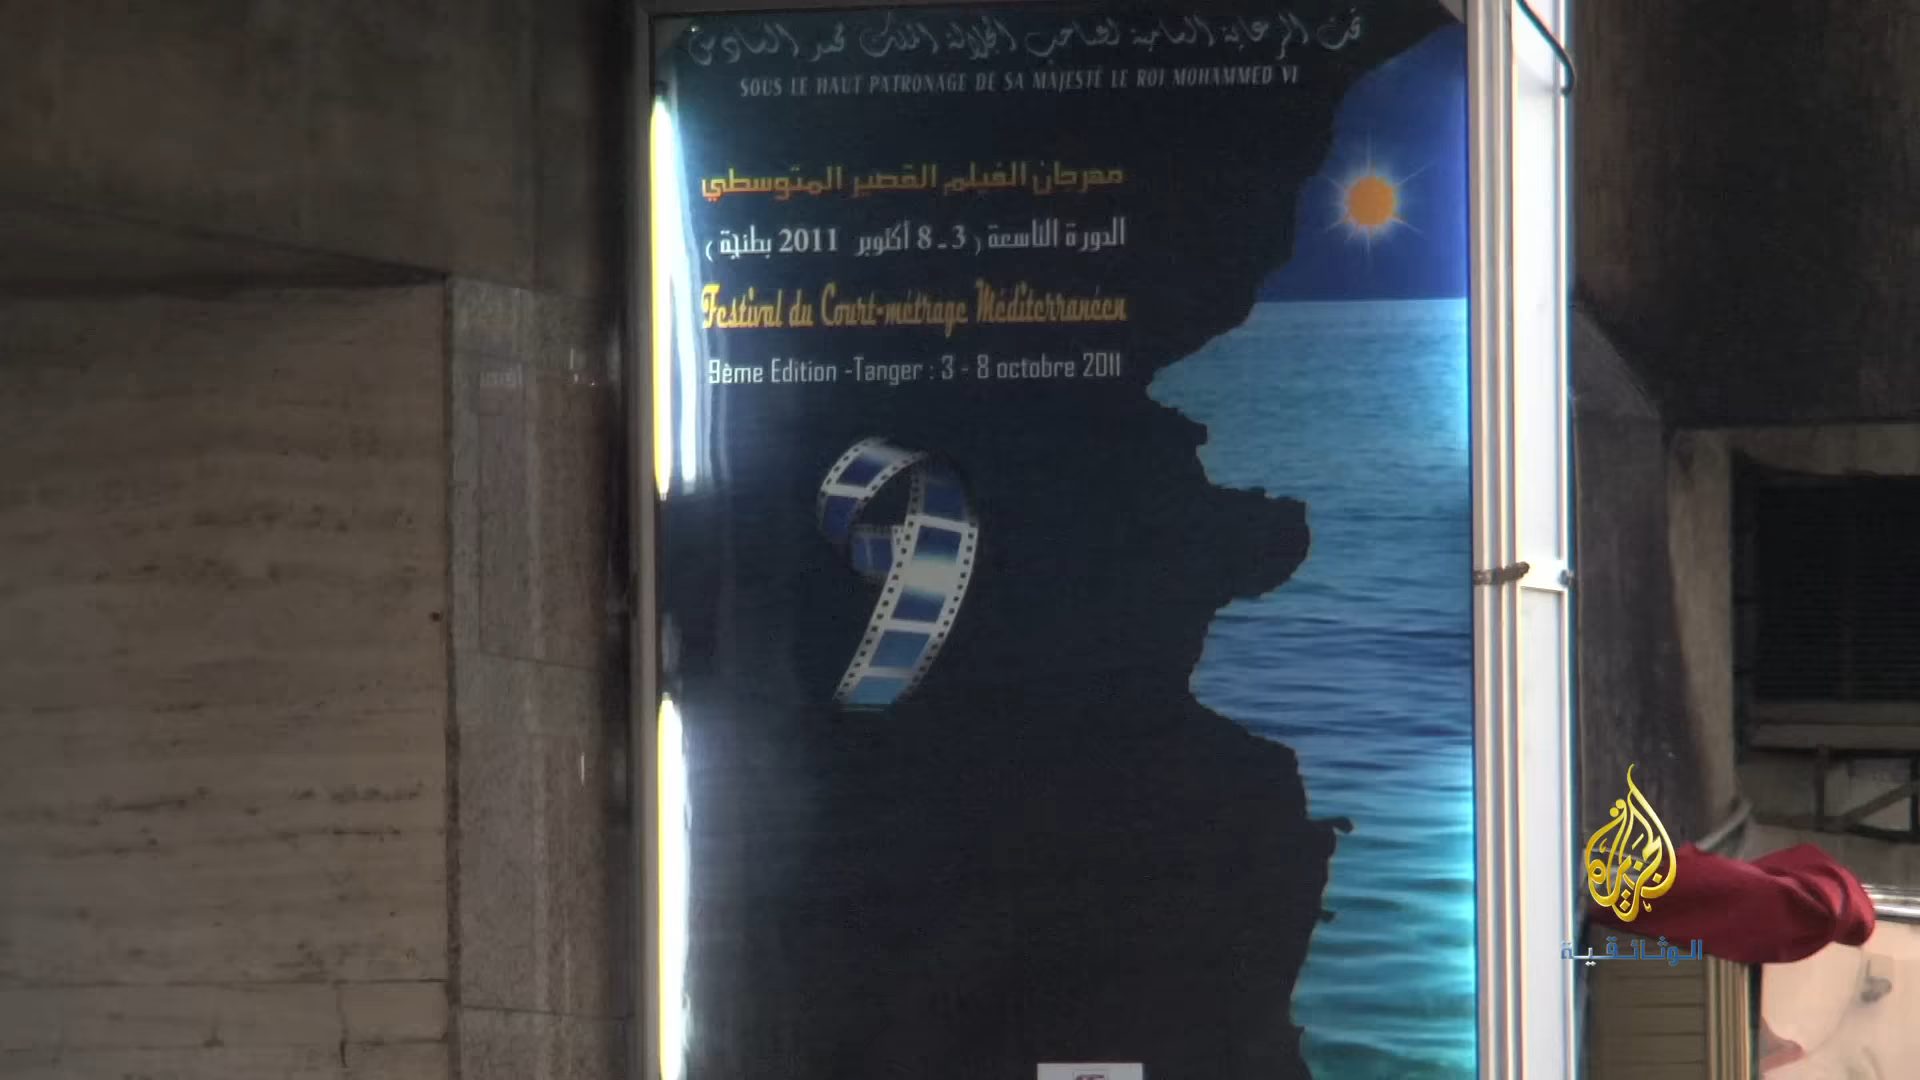 تحت الرعاية السامية لصاحب الجلالة الملك محمد السادس
SOUS LE HAUT PATRONAGE DE SA MAJESTÉ LE ROI MOHAMMED VI
مهرجان الفيلم القصير المتوسطي
الدورة التاسعة ( 3 - 8 أكتوبر 2011 بطنجة )
Festival du Court-métrage Méditerranéen
9ème Edition -Tanger : 3 - 8 octobre 2011
الجزيرة
الوثائقية